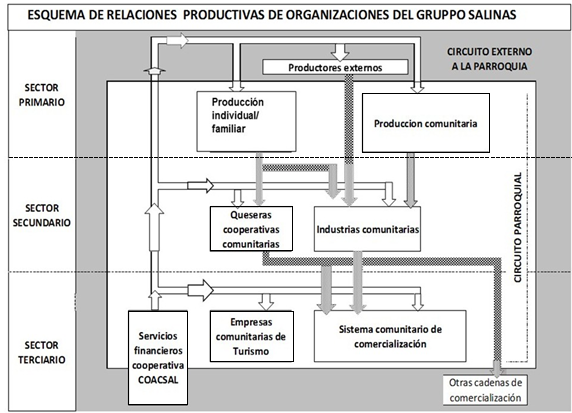 ESQUEMA DE RELACIONES PRODUCTIVAS DE ORGANIZACIONES DEL GRUPPO SALINAS
CIRCUITO EXTERNO
A LA PARROQUIA
Productores externos
SECTOR
PRIMARIO
Producción
individual/
familiar
Produccion comunitaria
CIRCUITO PARROQUIAL
SECTOR
SECUNDARIO
Queseras
cooperativas
comunitarias
Industrias comunitarias
SECTOR
TERCIARIO
Servicios
financieros
cooperativa
COACSAL
Empresas
comunitarias de
Turismo
Sistema comunitario de
comercialización
Otras cadenas de
comercialización